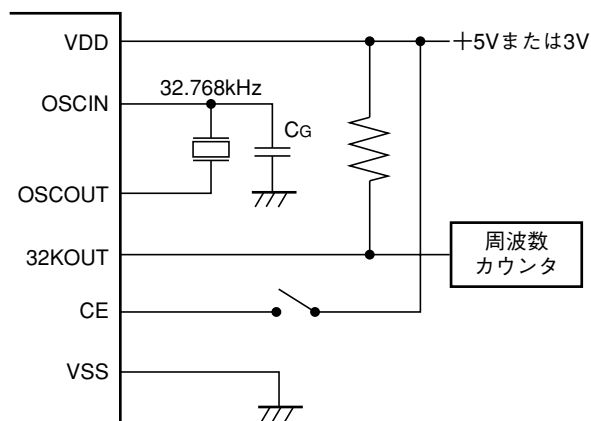 VDD
+5Vまたは3V
OSCIN
32.768kHz
CG
OSCOUT
32KOUT
周波数
カウンタ
CE
VSS